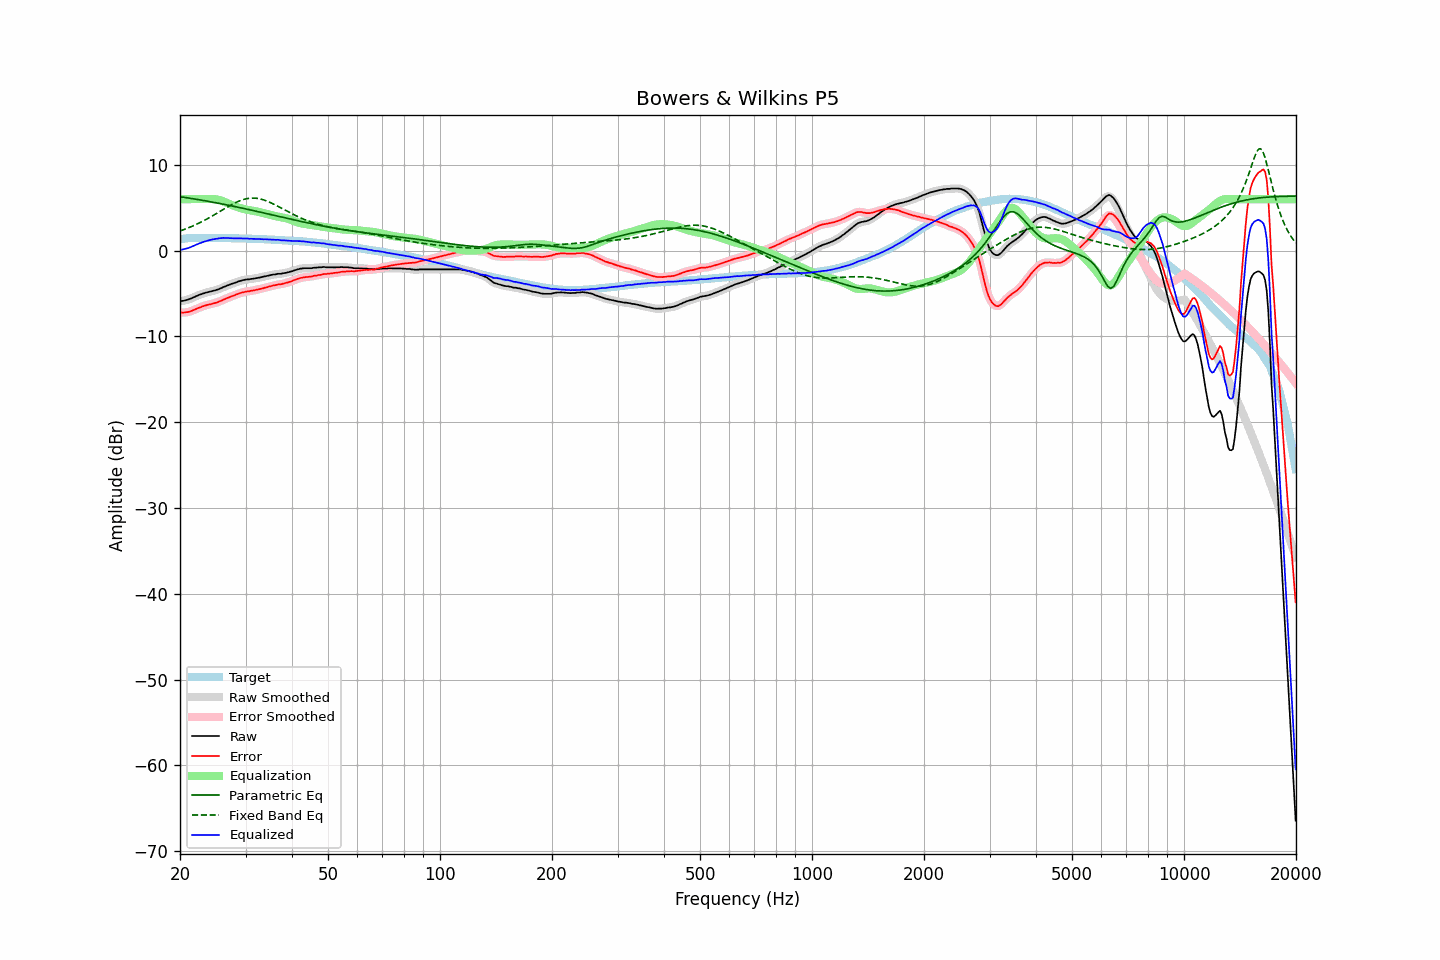 Bowers & Wilkins P5
Amplitude (dBr)
10
0
−10
−20
−30
−40
−50
−60
−70
Target
Raw Smoothed
Error Smoothed
Raw
Error
Equalization
Parametric Eq
Fixed Band Eq
Equalized
20 50 100 200 500 1000 2000 5000 10000 20000
Frequency (Hz)